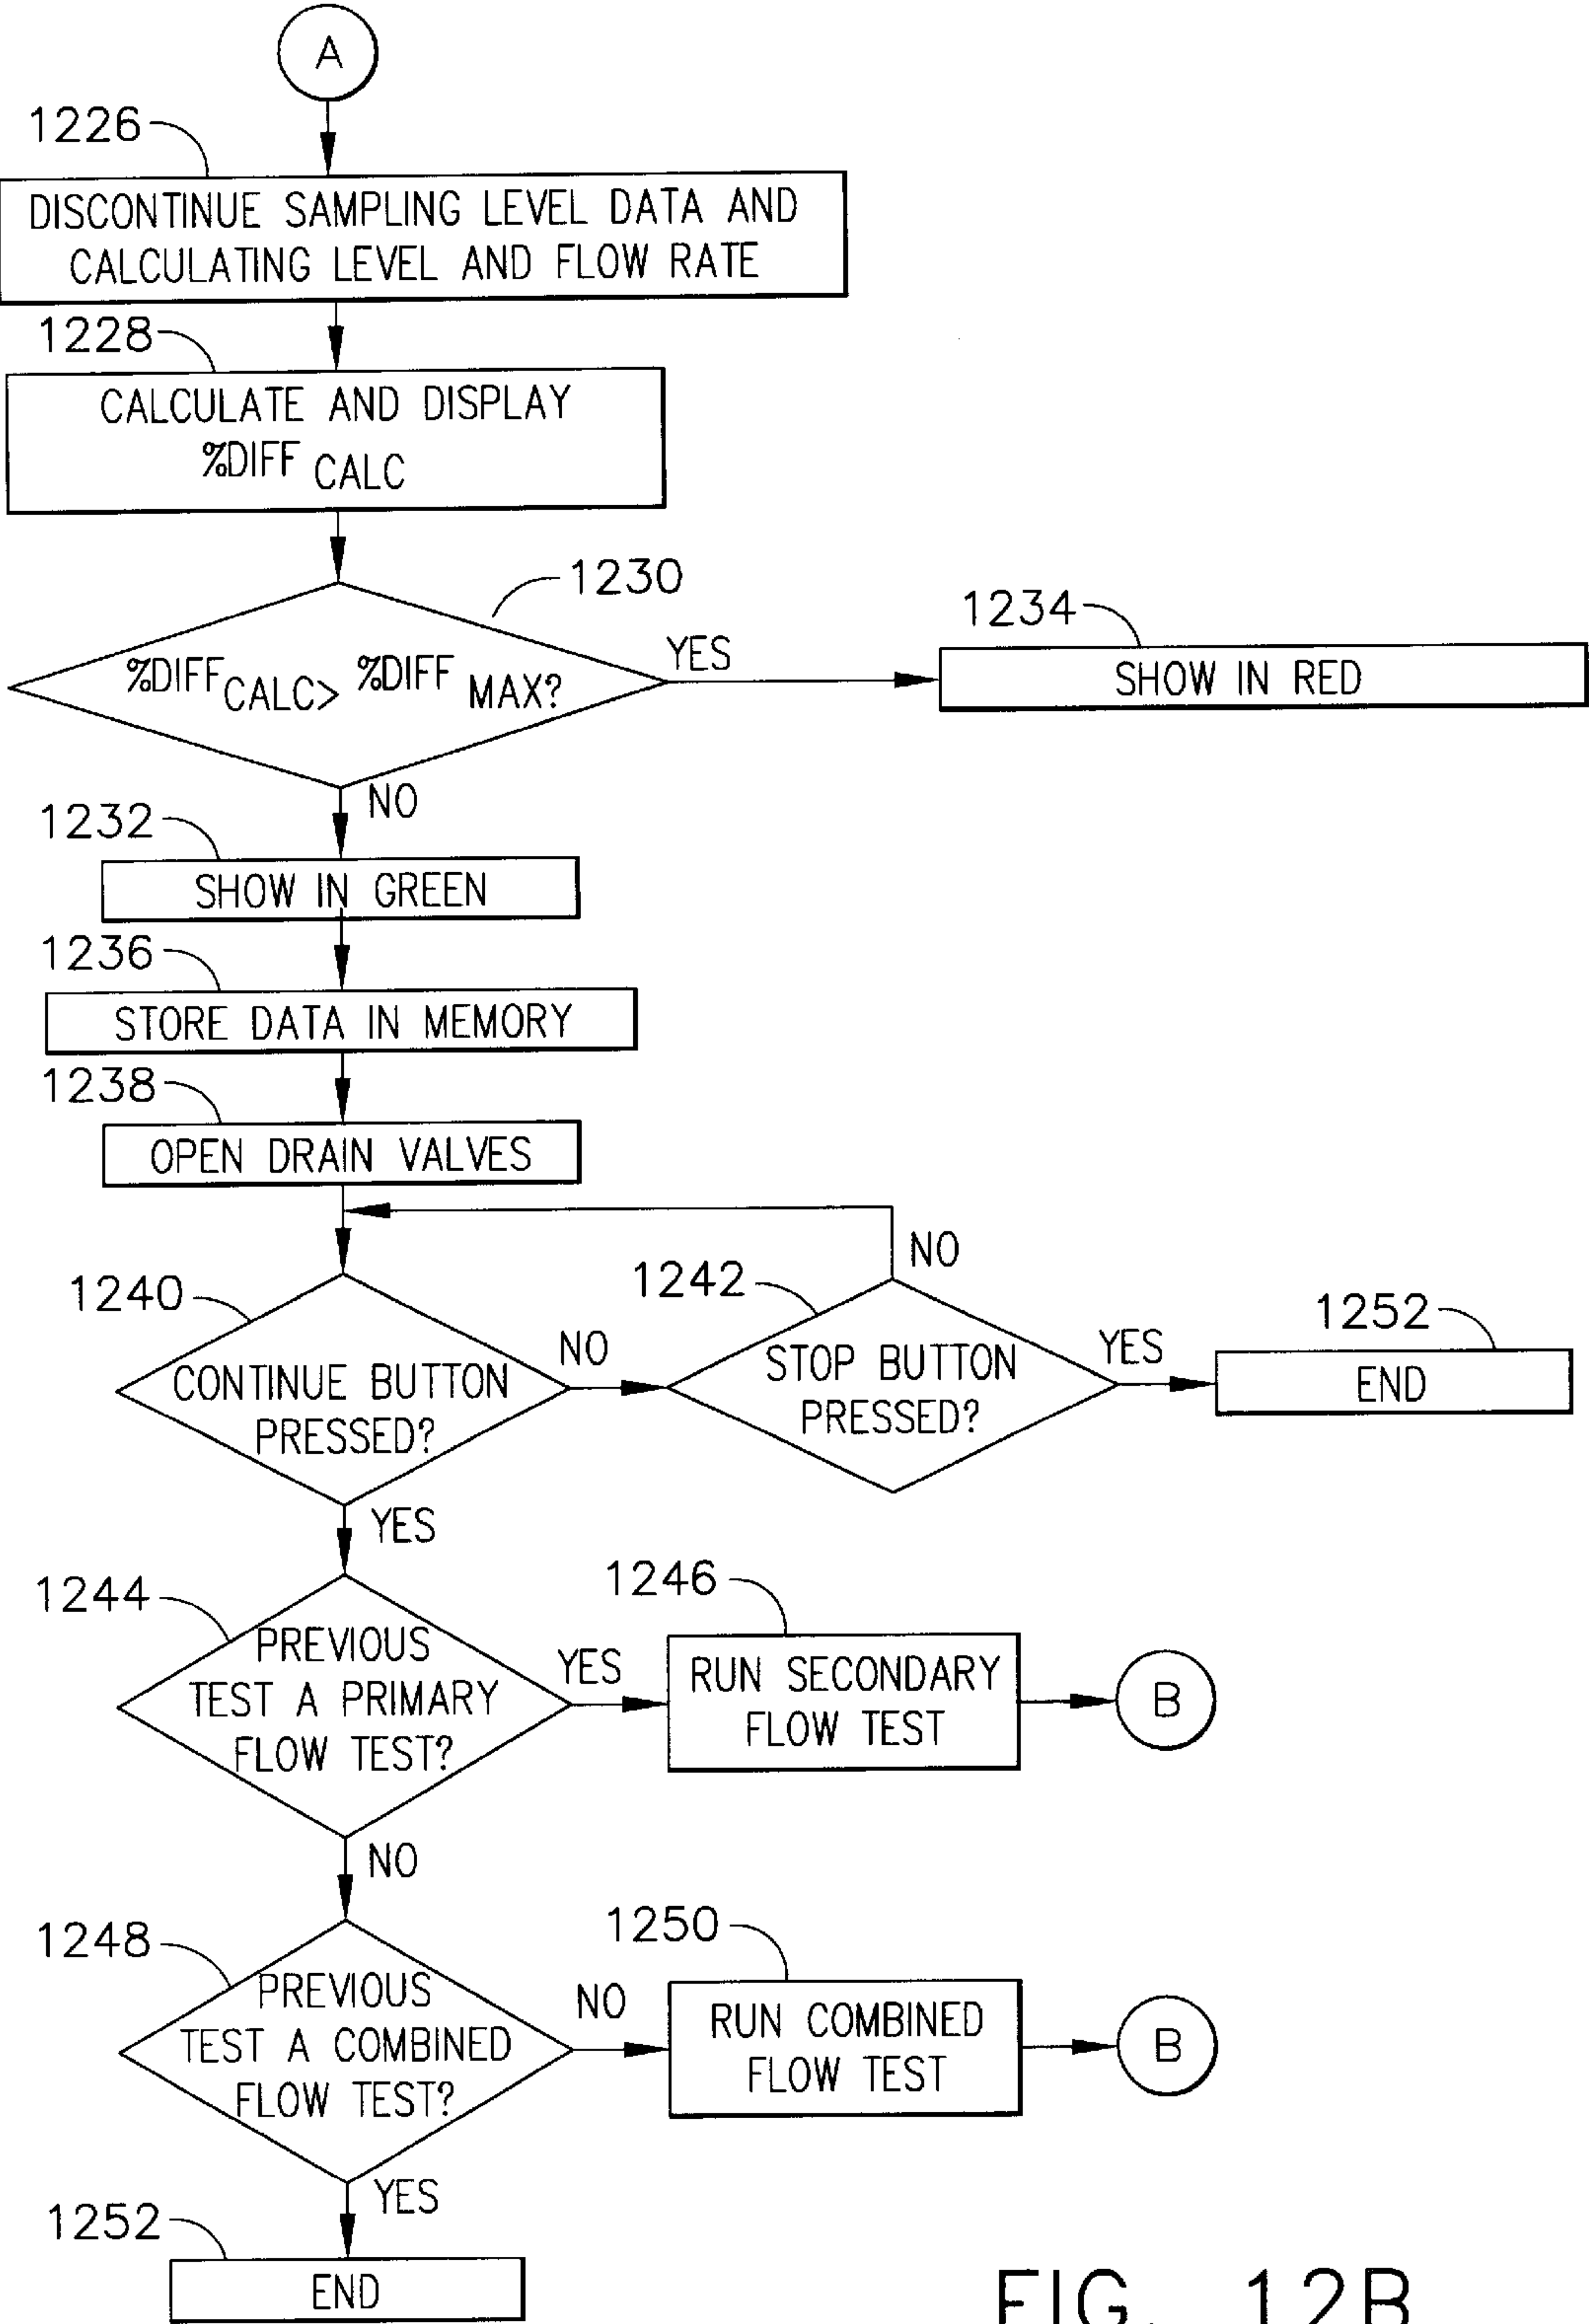 A
1226
DISCONTINUE SAMPLING LEVEL DATA AND
CALCULATING LEVEL AND FLOW RATE
1228
CALCULATE AND DISPLAY
%DIFF CALC
1230
%DIFF CALC> %DIFF MAX?
YES
1234
SHOW IN RED
NO
1232
SHOW IN GREEN
1236
STORE DATA IN MEMORY
1238
OPEN DRAIN VALVES
NO
1240
CONTINUE BUTTON
PRESSED?
NO
1242
STOP BUTTON
PRESSED?
YES
1252
END
YES
1244
PREVIOUS
TEST A PRIMARY
FLOW TEST?
YES
1246
RUN SECONDARY
FLOW TEST
B
NO
1248
PREVIOUS
TEST A COMBINED
FLOW TEST?
NO
1250
RUN COMBINED
FLOW TEST
B
YES
1252
END
FIG. 12B